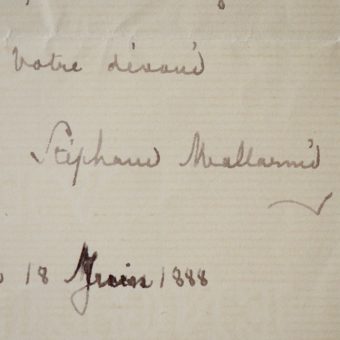 Votre dévoué
Stéphane Mallarmé
18 Juin 1888